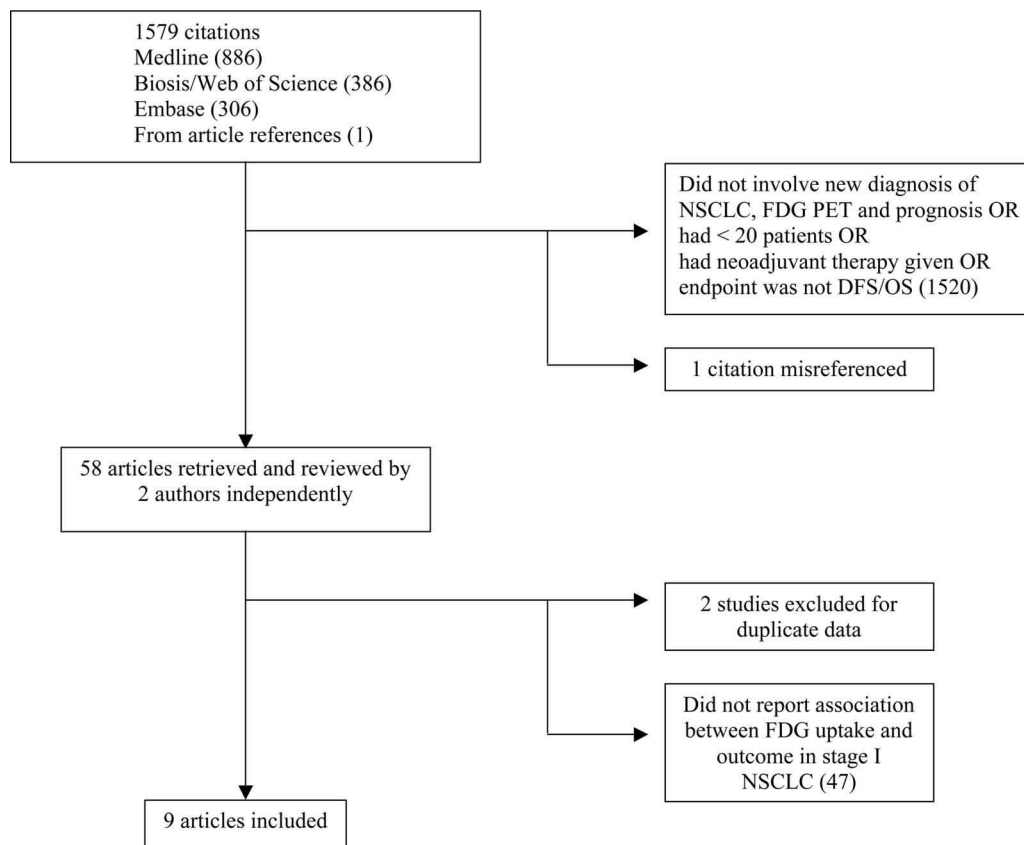 1579 citations
Medline (886)
Biosis/Web of Science (386)
Embase (306)
From article references (1)
Did not involve new diagnosis of
NSCLC, FDG PET and prognosis OR
had < 20 patients OR
had neoadjuvant therapy given OR
endpoint was not DFS/OS (1520)
1 citation misreferenced
58 articles retrieved and reviewed by
2 authors independently
2 studies excluded for
duplicate data
Did not report association
between FDG uptake and
outcome in stage I
NSCLC (47)
9 articles included